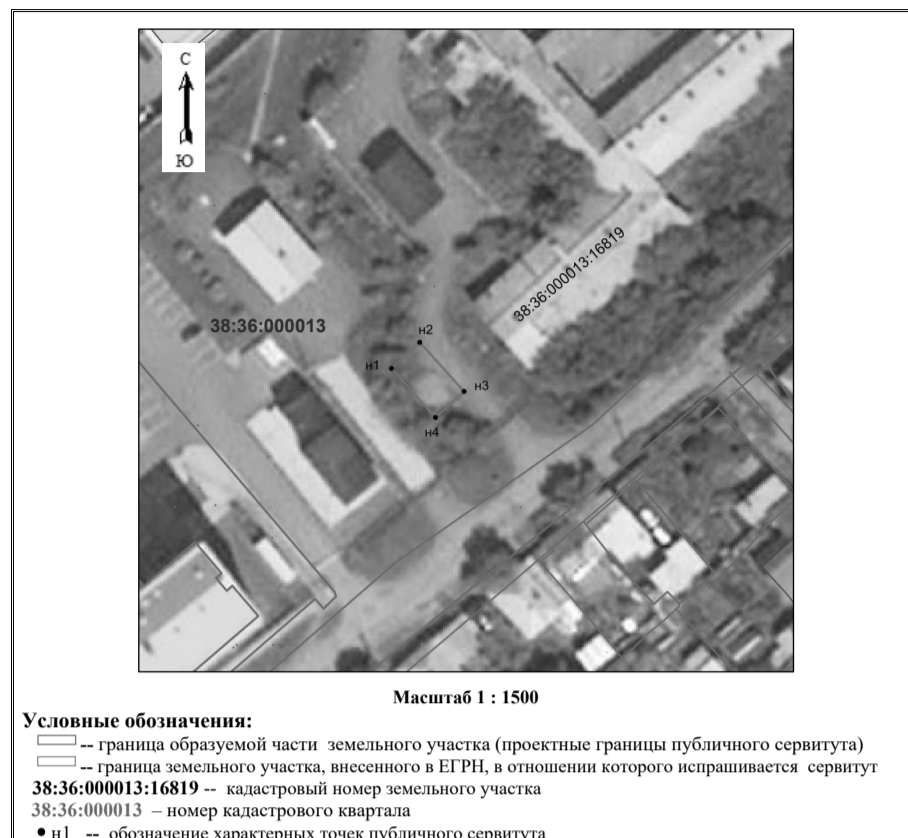 С
Ю
38:36:000013:16819
38:36:000013
н2
н1
н3
н4
Масштаб 1 : 1500
Условные обозначения:
-- граница образуемой части земельного участка (проектные границы публичного сервитута)
-- граница земельного участка, внесенного в ЕГРН, в отношении которого испрашивается сервитут
38:36:000013:16819 -- кадастровый номер земельного участка
38:36:000013 – номер кадастрового квартала
• н1 -- обозначение характерных точек публичного сервитута